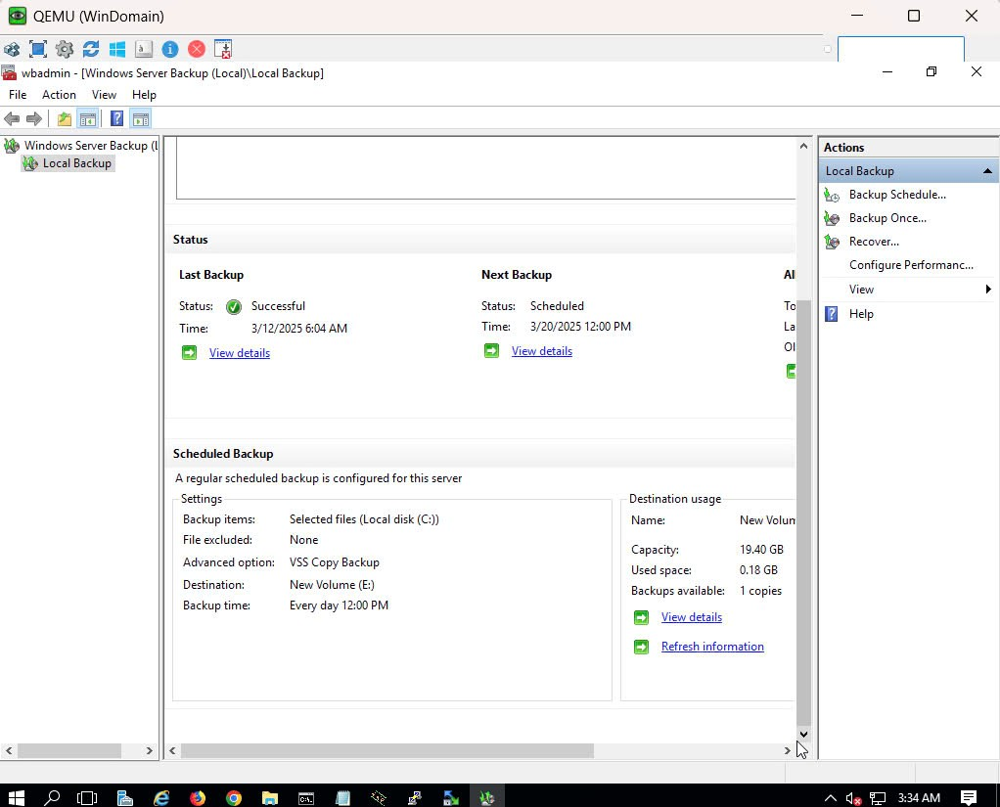 QEMU (WinDomain)
wbadmin - [Windows Server Backup (Local)\Local Backup]
File Action View Help
Windows Server Backup (L
Local Backup
Status
Last Backup
Status: Successful
Time: 3/12/2025 6:04 AM
View details
Next Backup
Status: Scheduled
Time: 3/20/2025 12:00 PM
View details
Al
To
La
Ol
Scheduled Backup
A regular scheduled backup is configured for this server
Settings
Backup items: Selected files (Local disk (C:))
File excluded: None
Advanced option: VSS Copy Backup
Destination: New Volume (E:)
Backup time: Every day 12:00 PM
Destination usage
Name: New Volum
Capacity: 19.40 GB
Used space: 0.18 GB
Backups available: 1 copies
View details
Refresh information
Actions
Local Backup
Backup Schedule...
Backup Once...
Recover...
Configure Performanc...
View
Help
3:34 AM